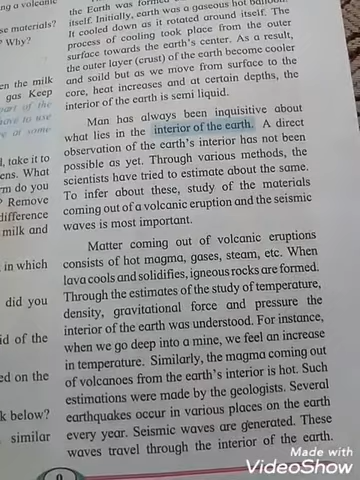 ng a volcanic
se materials?
? Why?
en the milk
gas Keep
part of the
have to use
e at some
l, take it to
ens. What
rm do you
? Remove
difference
milk and
in which
did you
id of the
ed on the
k below?
similar
the Earth was
itself. Initially, earth was a gaseous hot balloon.
It cooled down as it rotated around itself. The
process of cooling took place from the outer
surface towards the earth's center. As a result,
the outer layer (crust) of the earth become cooler
and soild but as we move from surface to the
core, heat increases and at certain depths, the
interior of the earth is semi liquid.
Man has always been inquisitive about
what lies in the interior of the earth. A direct
observation of the earth's interior has not been
possible as yet. Through various methods, the
scientists have tried to estimate about the same.
To infer about these, study of the materials
coming out of a volcanic eruption and the seismic
waves is most important.
Matter coming out of volcanic eruptions
consists of hot magma, gases, steam, etc. When
lava cools and solidifies, igneous rocks are formed.
Through the estimates of the study of temperature,
density, gravitational force and pressure the
interior of the earth was understood. For instance,
when we go deep into a mine, we feel an increase
in temperature. Similarly, the magma coming out
of volcanoes from the earth's interior is hot. Such
estimations were made by the geologists. Several
earthquakes occur in various places on the earth
every year. Seismic waves are generated. These
waves travel through the interior of the earth.
Made with
VideoShow